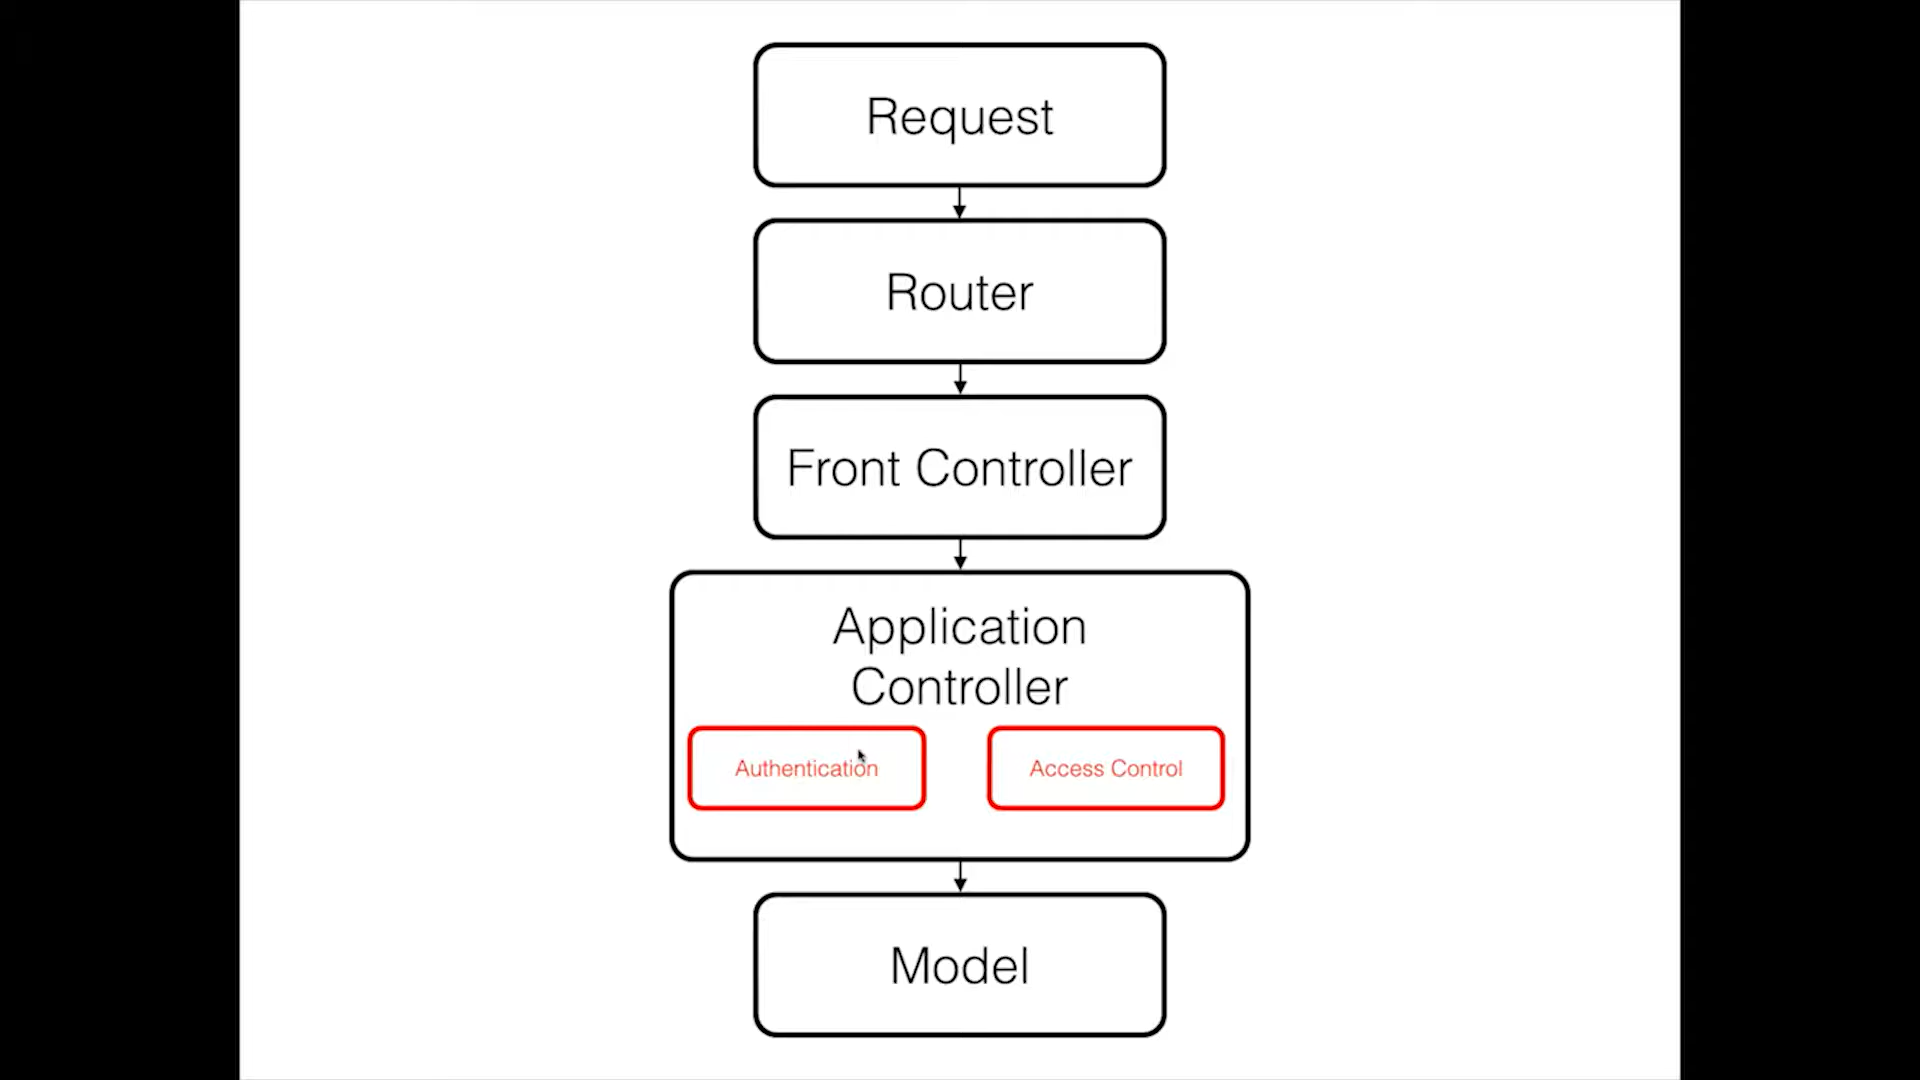 Request
Router
Front Controller
Application
Controller
Authentication
Access Control
Model